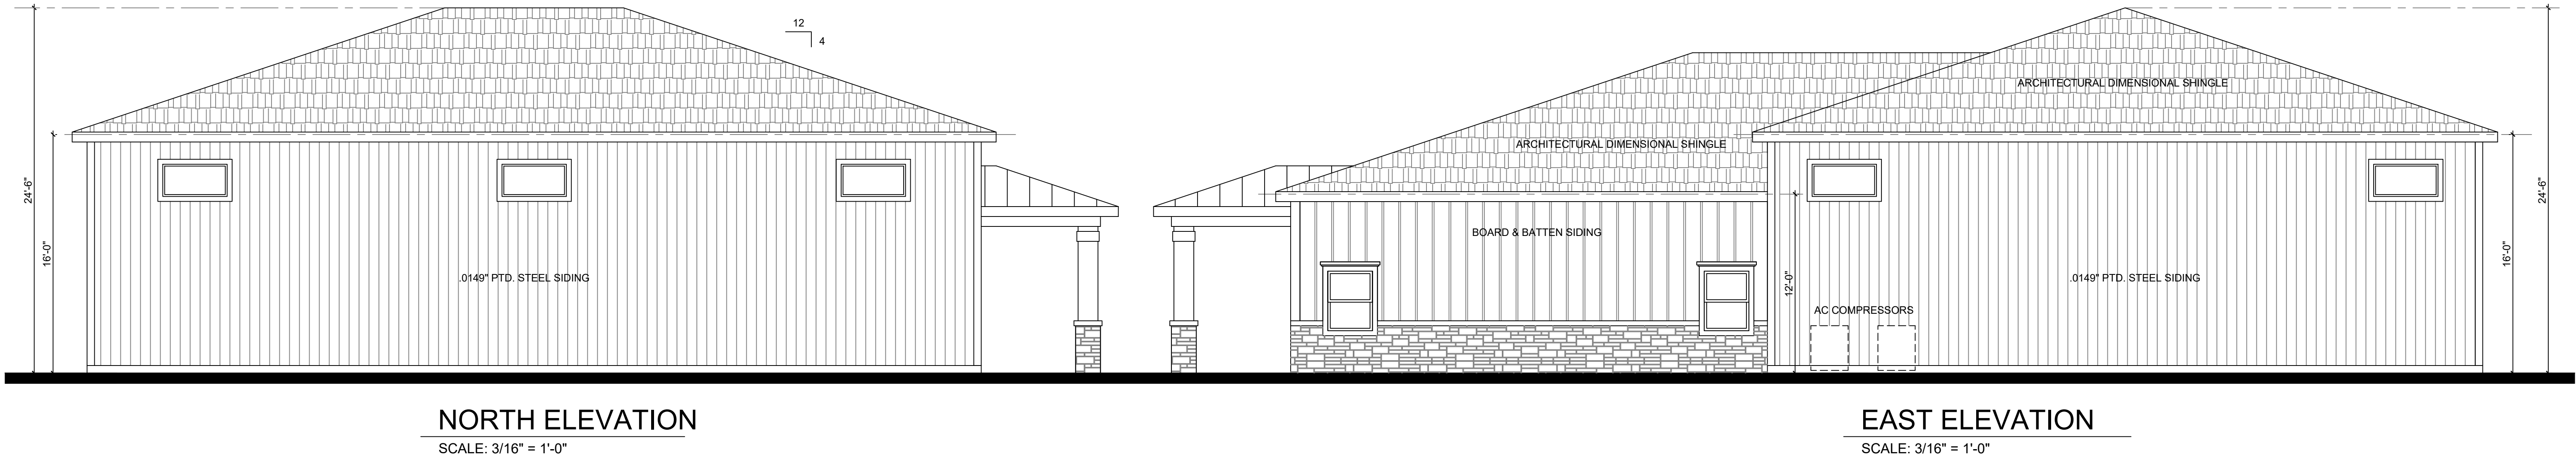 12
4
24'-6"
16'-0"
.0149" PTD. STEEL SIDING
NORTH ELEVATION
SCALE: 3/16" = 1'-0"
ARCHITECTURAL DIMENSIONAL SHINGLE
ARCHITECTURAL DIMENSIONAL SHINGLE
BOARD & BATTEN SIDING
12'-0"
.0149" PTD. STEEL SIDING
AC COMPRESSORS
24'-6"
16'-0"
EAST ELEVATION
SCALE: 3/16" = 1'-0"